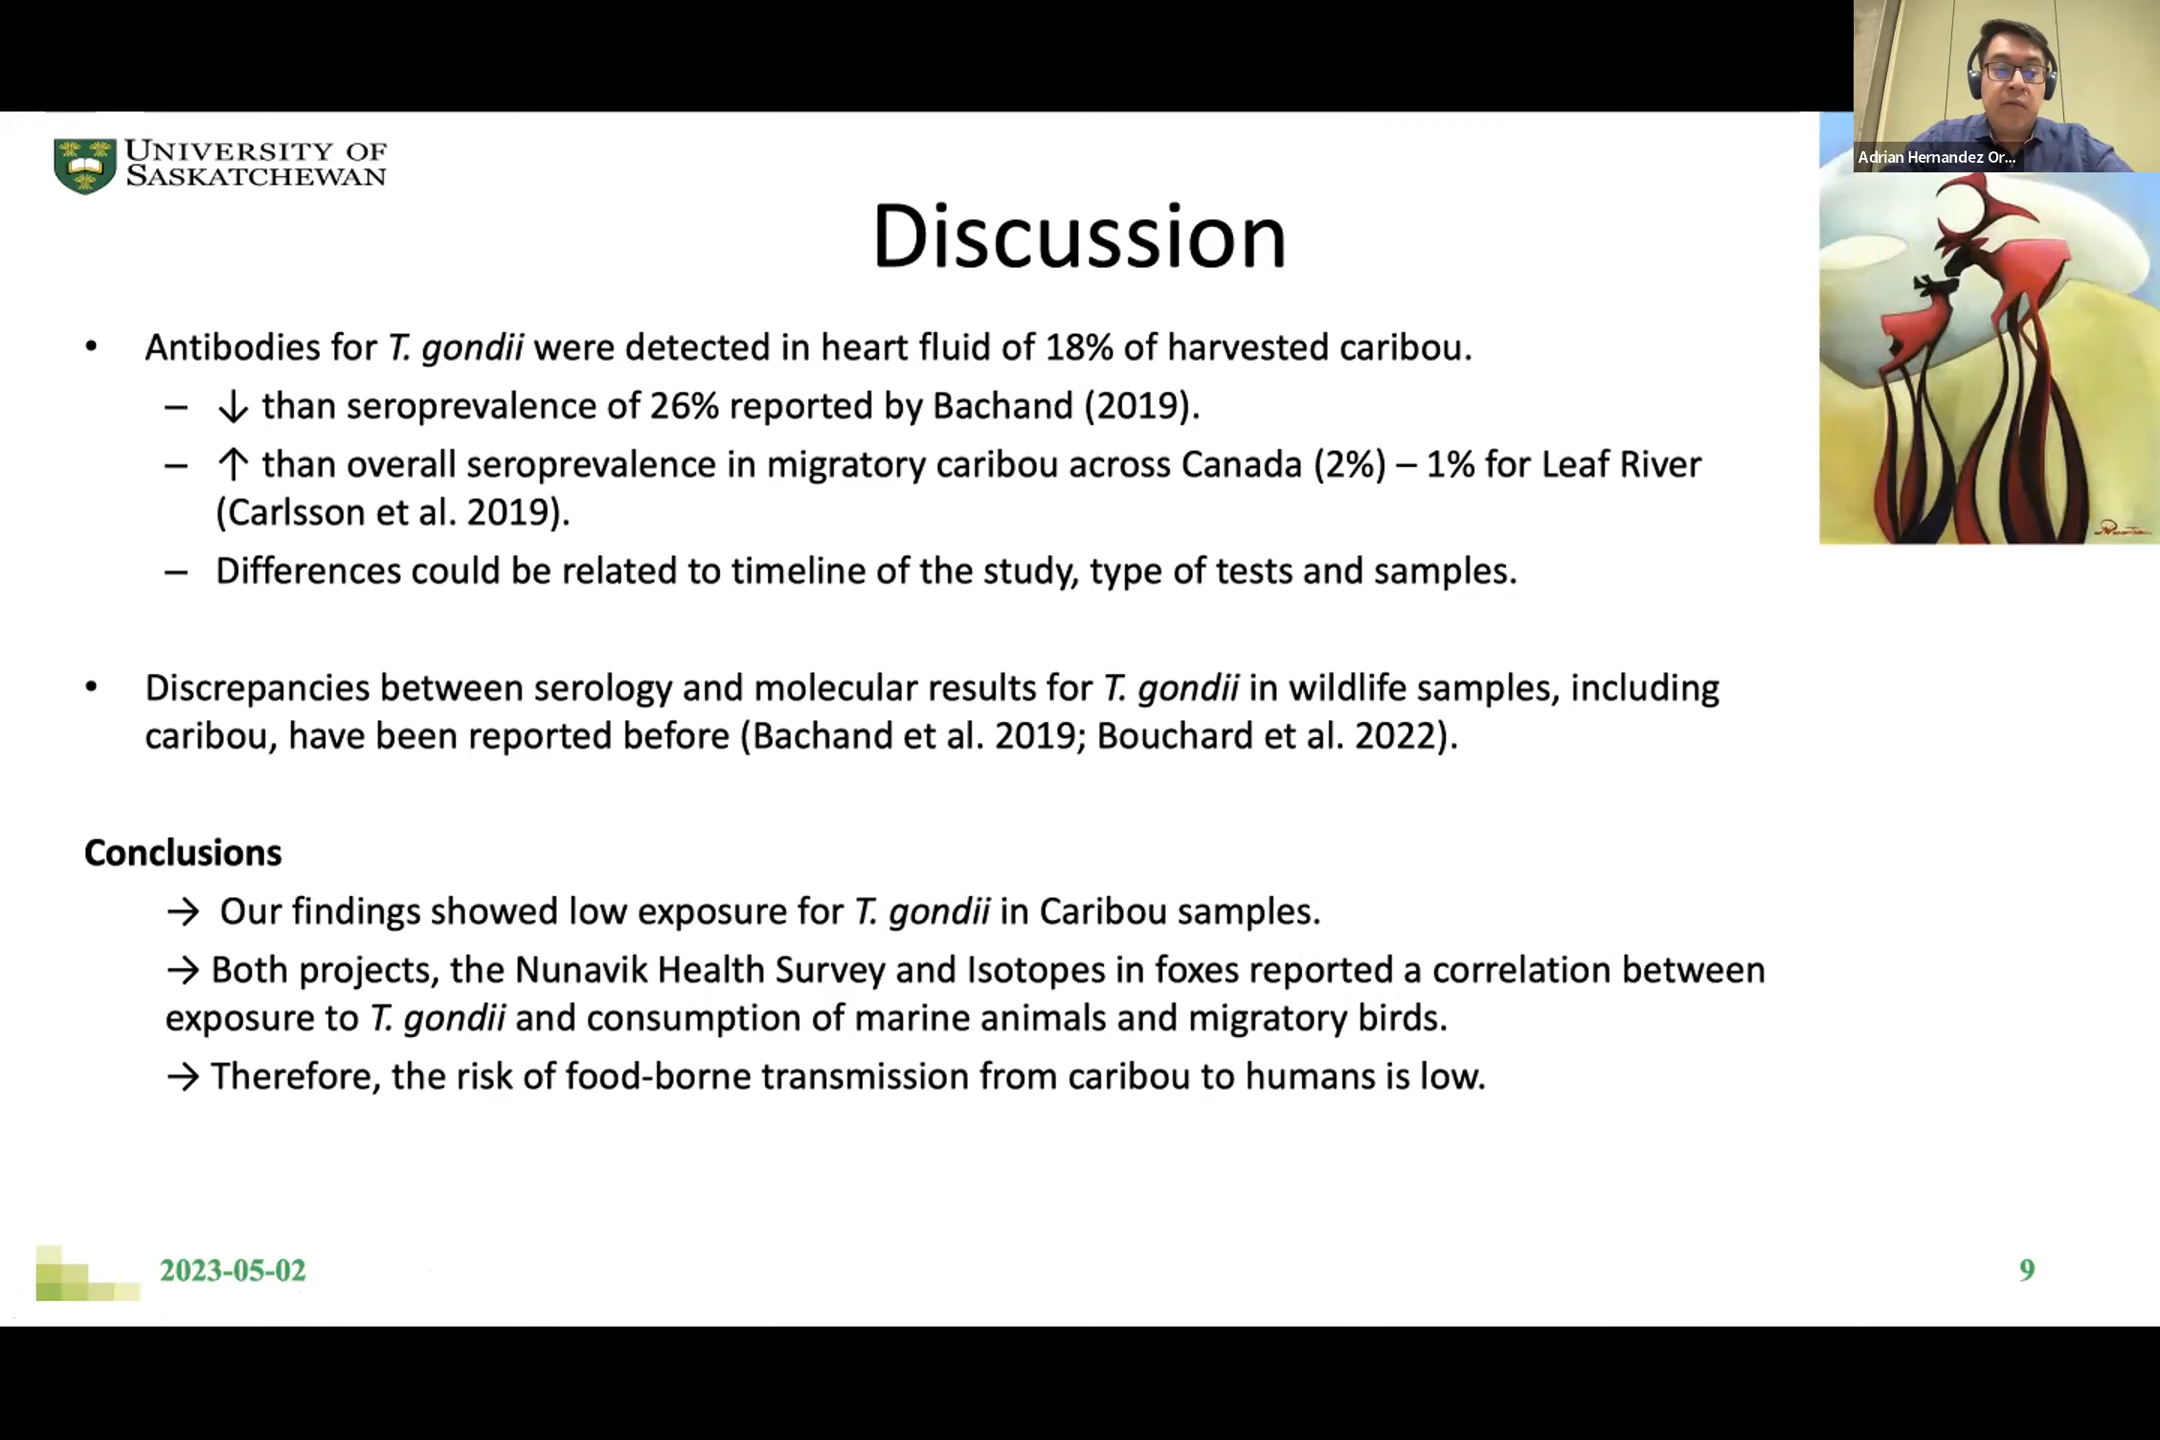 Adrian Hernandez Or...
UNIVERSITY OF
SASKATCHEWAN
Discussion
• Antibodies for T. gondii were detected in heart fluid of 18% of harvested caribou.
– ↓ than seroprevalence of 26% reported by Bachand (2019).
– ↑ than overall seroprevalence in migratory caribou across Canada (2%) – 1% for Leaf River
(Carlsson et al. 2019).
– Differences could be related to timeline of the study, type of tests and samples.
• Discrepancies between serology and molecular results for T. gondii in wildlife samples, including
caribou, have been reported before (Bachand et al. 2019; Bouchard et al. 2022).
Conclusions
→ Our findings showed low exposure for T. gondii in Caribou samples.
→ Both projects, the Nunavik Health Survey and Isotopes in foxes reported a correlation between
exposure to T. gondii and consumption of marine animals and migratory birds.
→ Therefore, the risk of food-borne transmission from caribou to humans is low.
2023-05-02
9